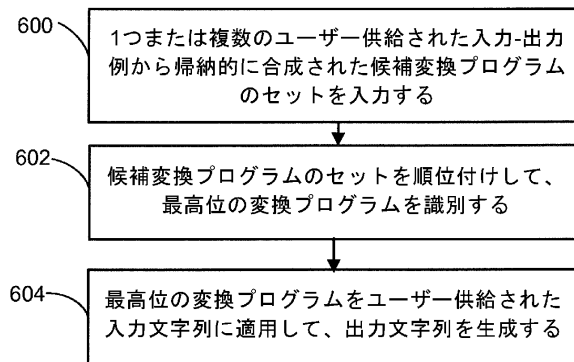 600
1つまたは複数のユーザー供給された入力-出力
例から帰納的に合成された候補変換プログラム
のセットを入力する
602
候補変換プログラムのセットを順位付けして、
最高位の変換プログラムを識別する
604
最高位の変換プログラムをユーザー供給された
入力文字列に適用して、出力文字列を生成する